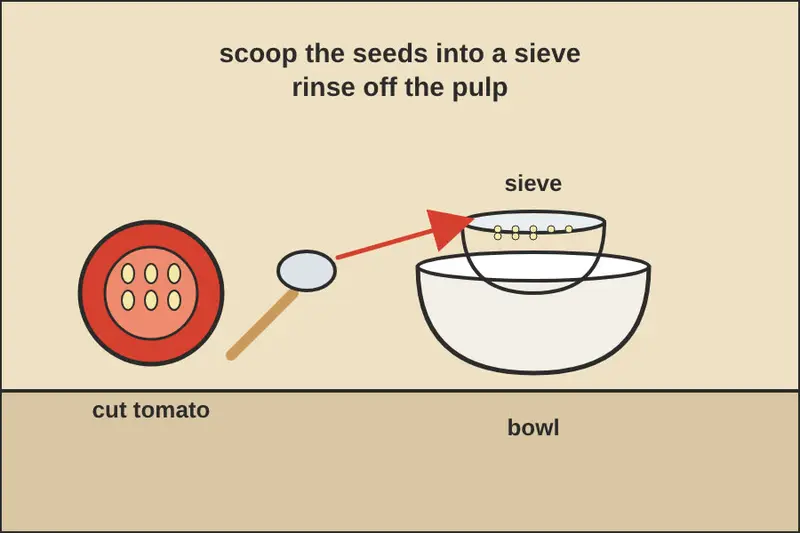 scoop the seeds into a sieve
rinse off the pulp
sieve
cut tomato
bowl